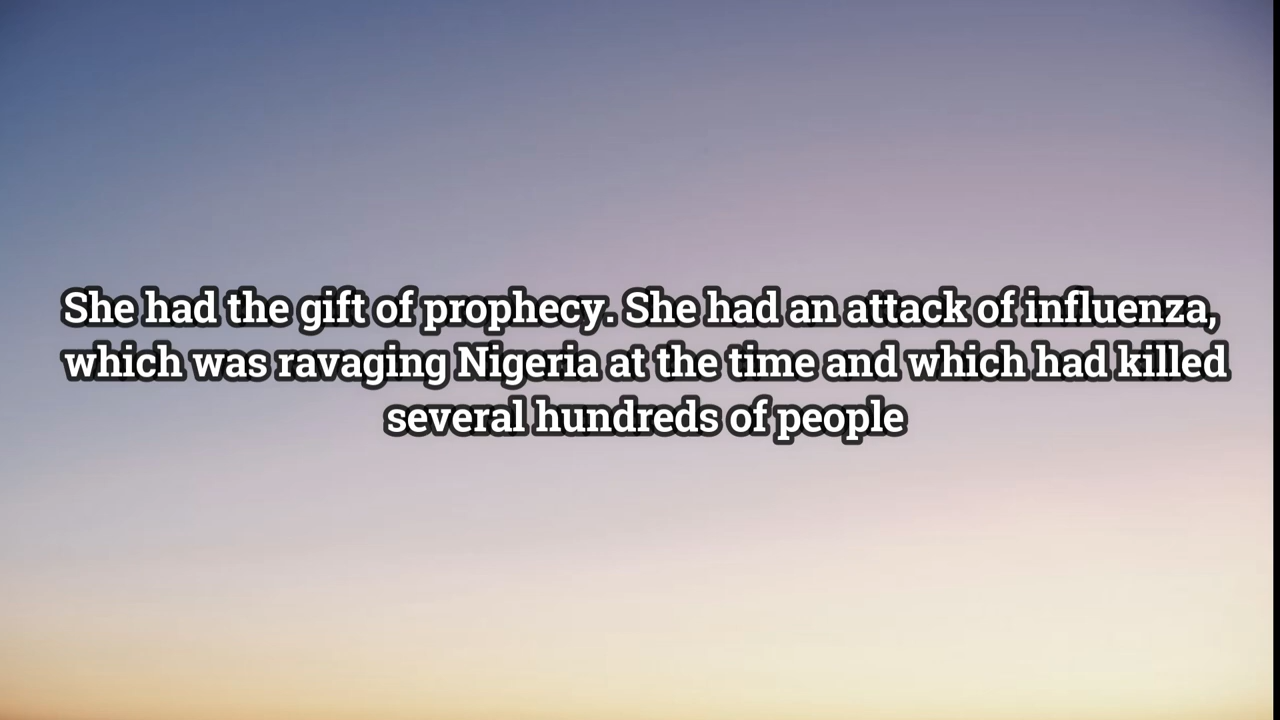 She had the gift of prophecy. She had an attack of influenza,
which was ravaging Nigeria at the time and which had killed
several hundreds of people